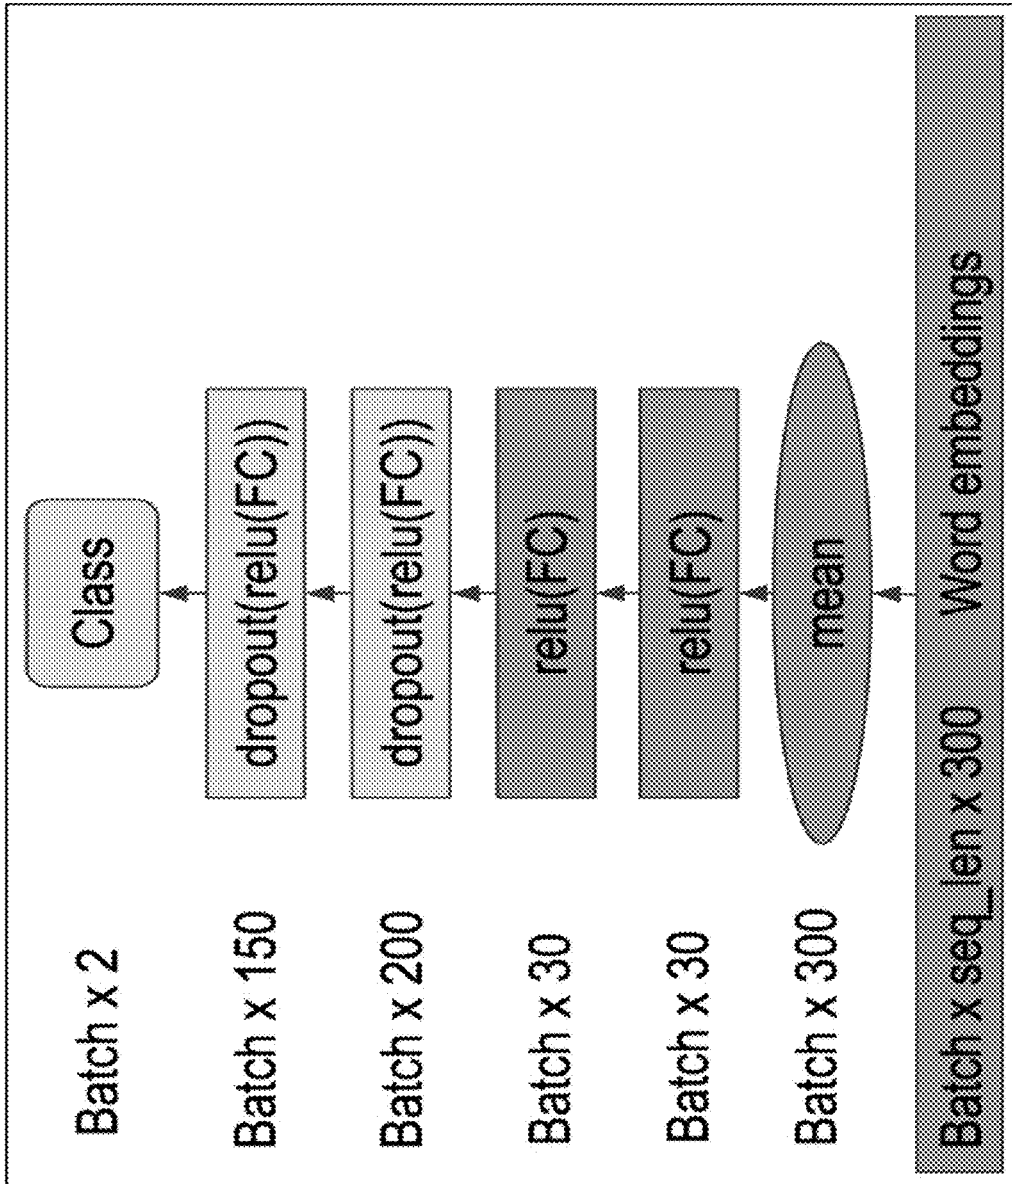 Batch x 2 Class
Batch x 150 dropout(relu(FC))
Batch x 200 dropout(relu(FC))
Batch x 30 relu(FC)
Batch x 30 relu(FC)
Batch x 300 mean
Batch x seq_len x 300 Word embeddings